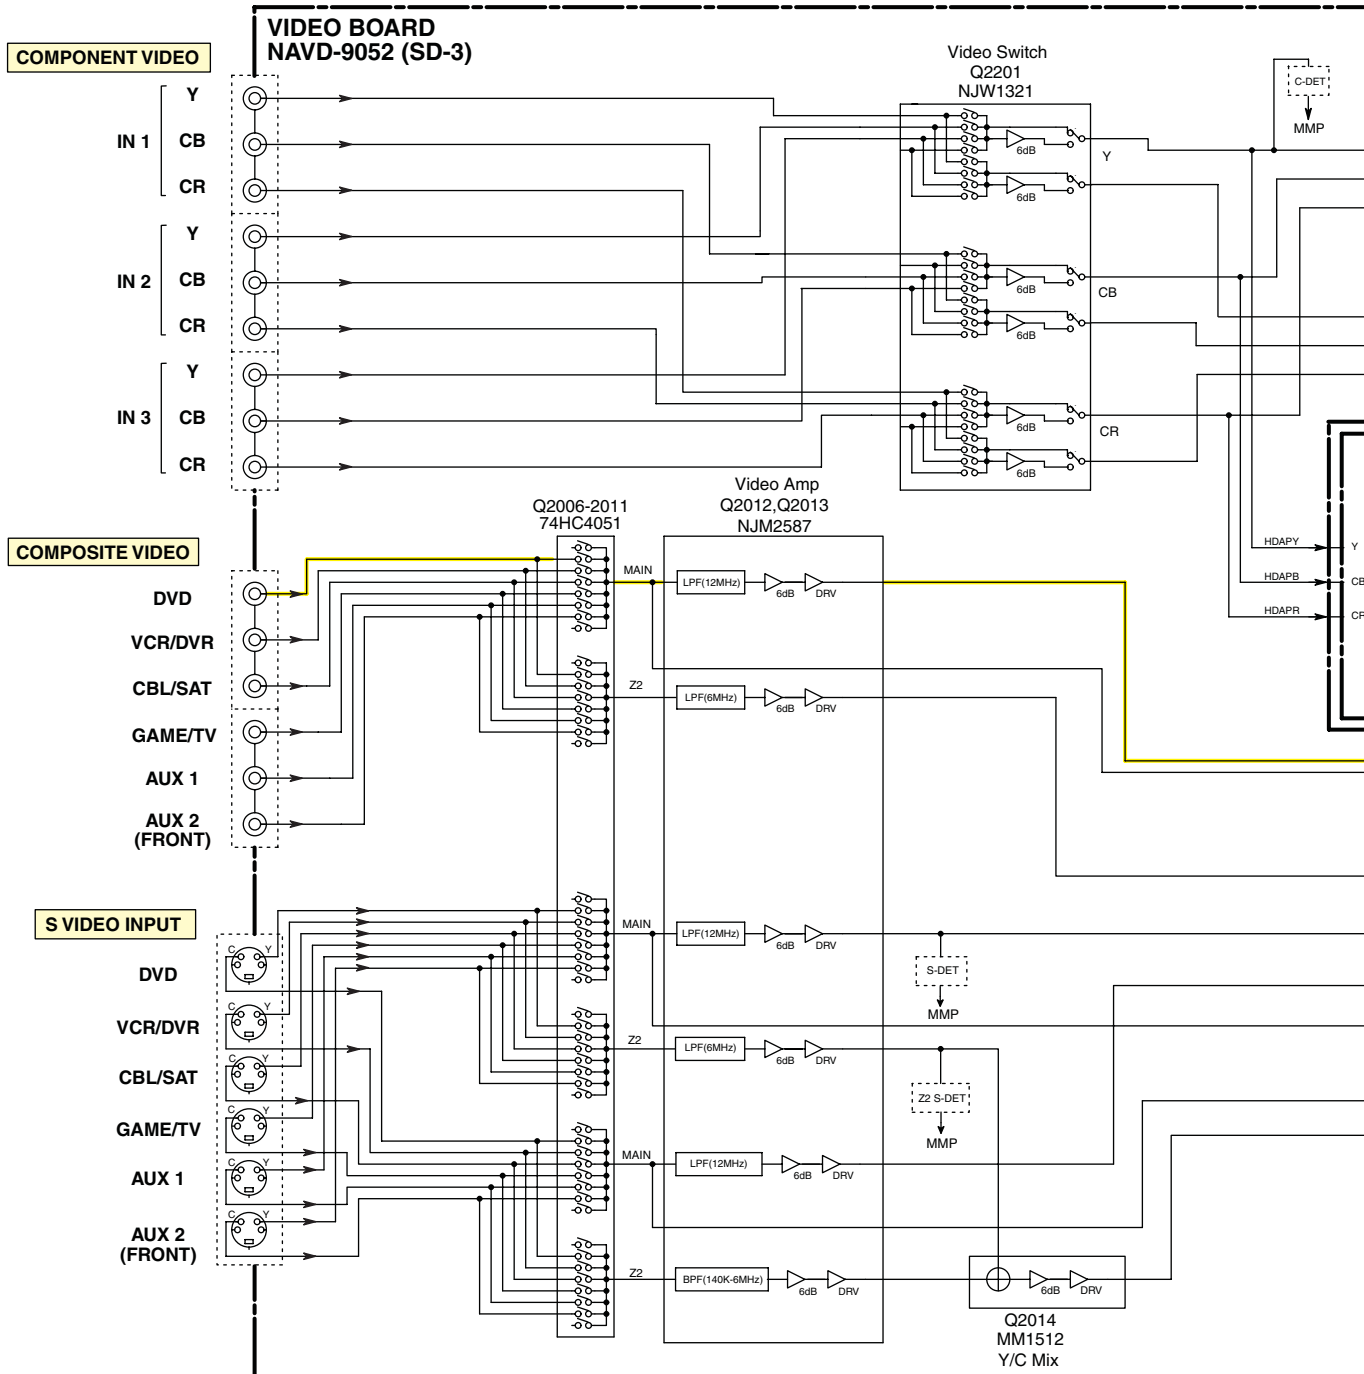 VIDEO BOARD
NAVD-9052 (SD-3)
COMPONENT VIDEO
Video Switch
Q2201
NJW1321
C-DET
MMP
Y
IN 1
CB
CR
6dB
Y
6dB
Y
IN 2
CB
CR
6dB
CB
6dB
Y
IN 3
CB
CR
6dB
CR
6dB
Video Amp
Q2012,Q2013
NJM2587
Q2006-2011
74HC4051
HDAPY
Y
HDAPB
CB
HDAPR
CR
COMPOSITE VIDEO
DVD
VCR/DVR
CBL/SAT
GAME/TV
AUX 1
AUX 2
(FRONT)
MAIN
LPF(12MHz)
6dB
DRV
Z2
LPF(6MHz)
6dB
DRV
S VIDEO INPUT
DVD
C
Y
VCR/DVR
C
Y
CBL/SAT
C
Y
GAME/TV
C
Y
AUX 1
C
Y
AUX 2
(FRONT)
C
Y
MAIN
LPF(12MHz)
6dB
DRV
S-DET
MMP
Z2
LPF(6MHz)
6dB
DRV
Z2 S-DET
MMP
MAIN
LPF(12MHz)
6dB
DRV
Z2
BPF(140K-6MHz)
6dB
DRV
6dB
DRV
Q2014
MM1512
Y/C Mix